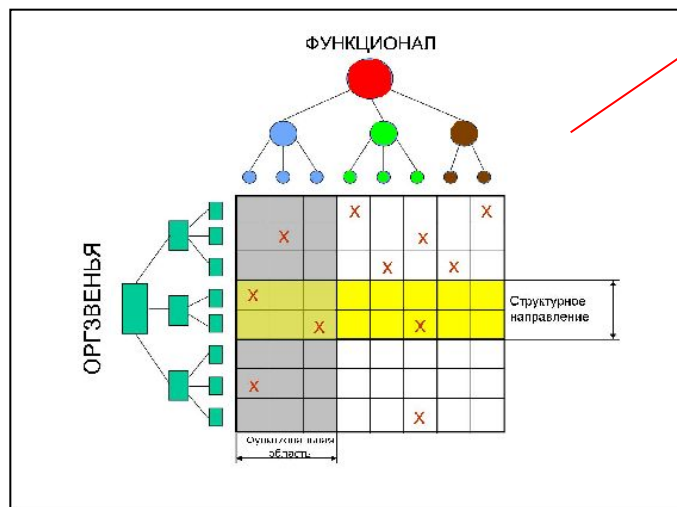 ФУНКЦИОНАЛ
X X
X X
X X
X
X X
X
X
ОРГЗВЕНЬЯ
Структурное
направление
область